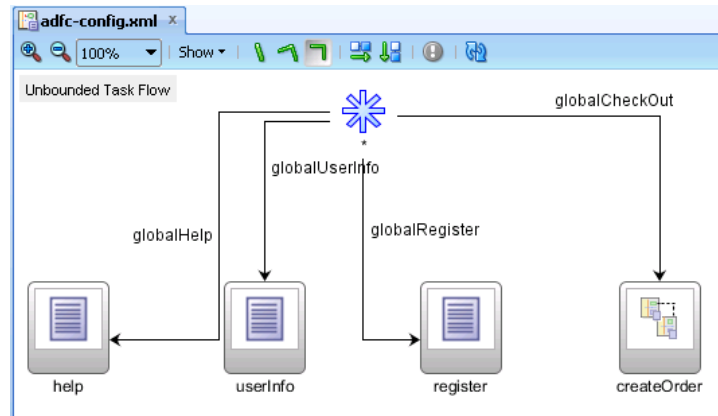 adfc-config.xml x
100% Show
Unbounded Task Flow
globalCheckOut
*
globalUserInfo
globalHelp
globalRegister
help
userInfo
register
createOrder